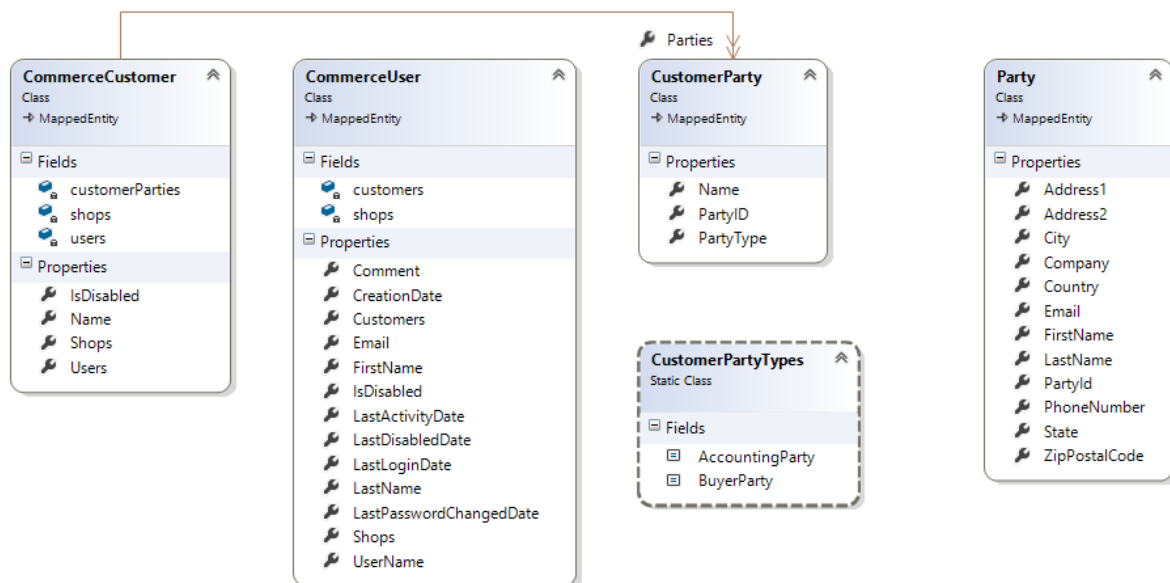 Parties
CommerceCustomer
Class
MappedEntity
Fields
customerParties
shops
users
Properties
IsDisabled
Name
Shops
Users
CommerceUser
Class
MappedEntity
Fields
customers
shops
Properties
Comment
CreationDate
Customers
Email
FirstName
IsDisabled
LastActivityDate
LastDisabledDate
LastLoginDate
LastName
LastPasswordChangedDate
Shops
UserName
CustomerParty
Class
MappedEntity
Properties
Name
PartyID
PartyType
CustomerPartyTypes
Static Class
Fields
AccountingParty
BuyerParty
Party
Class
MappedEntity
Properties
Address1
Address2
City
Company
Country
Email
FirstName
LastName
PartyId
PhoneNumber
State
ZipPostalCode